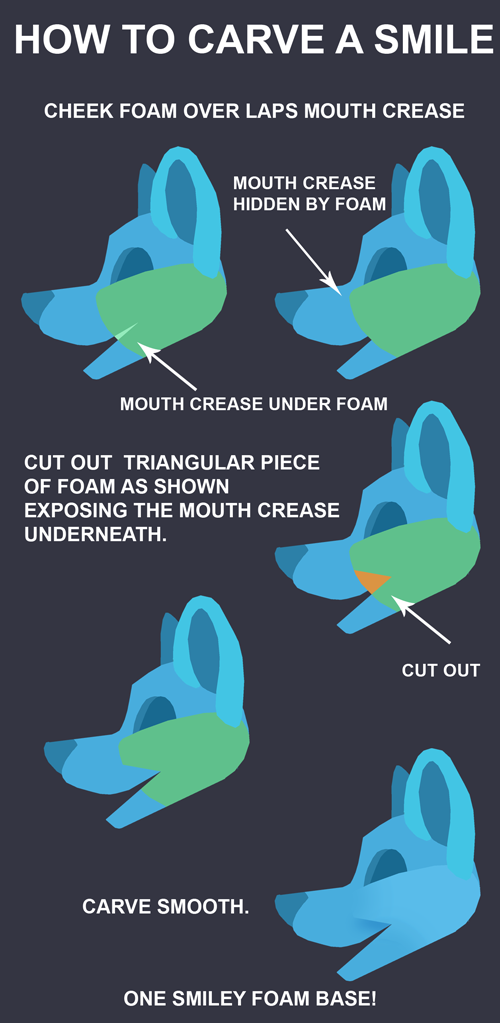 HOW TO CARVE A SMILE
CHEEK FOAM OVER LAPS MOUTH CREASE
MOUTH CREASE
HIDDEN BY FOAM
MOUTH CREASE UNDER FOAM
CUT OUT  TRIANGULAR PIECE
OF FOAM AS SHOWN
EXPOSING THE MOUTH CREASE
UNDERNEATH.
CUT OUT
CARVE SMOOTH.
ONE SMILEY FOAM BASE!